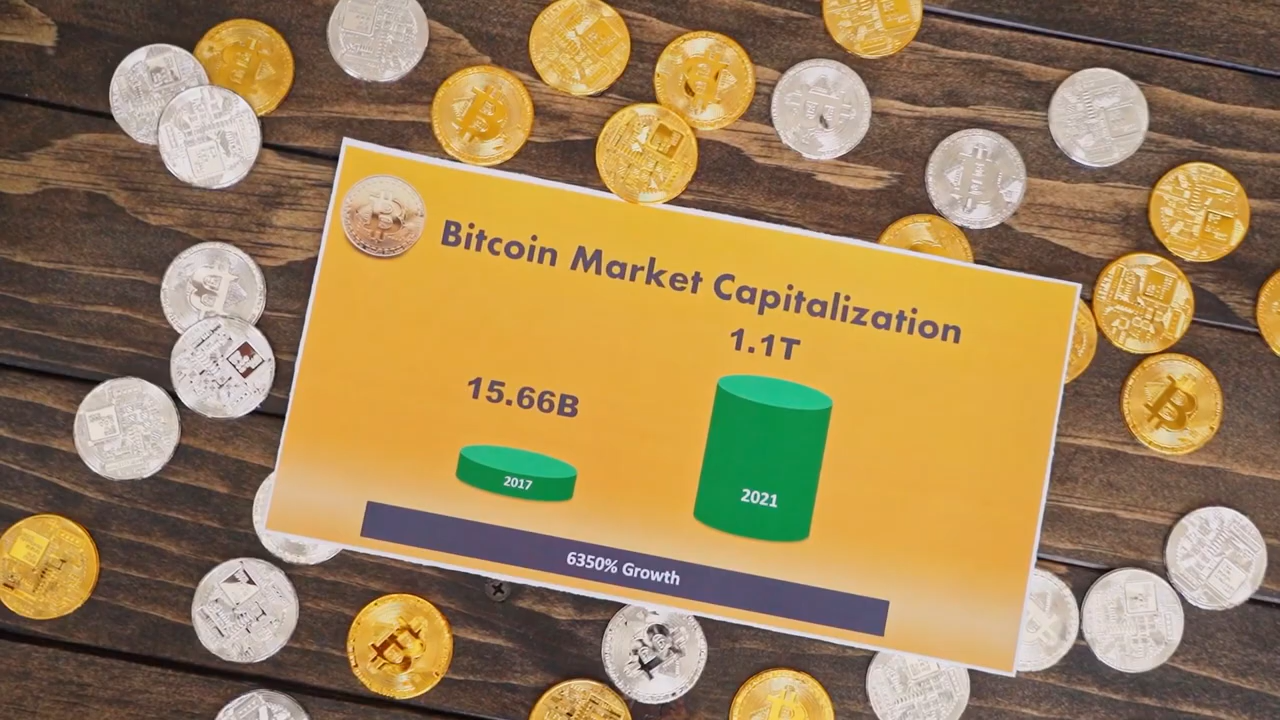 Bitcoin Market Capitalization
1.1T
15.66B
2017
2021
6350% Growth